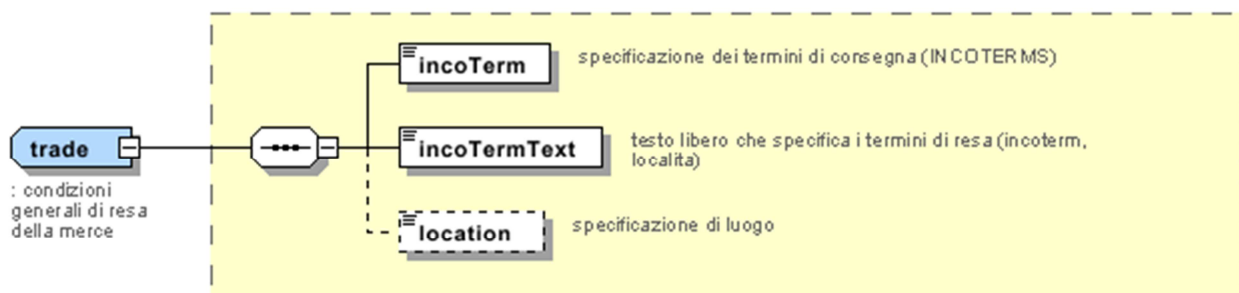 incoTerm
specificazione dei termini di consegna (INCOTERMS)
trade
incoTermText
testo libero che specifica i termini di resa (incoterm,
localita)
: condizioni
generali di resa
della merce
location
specificazione di luogo